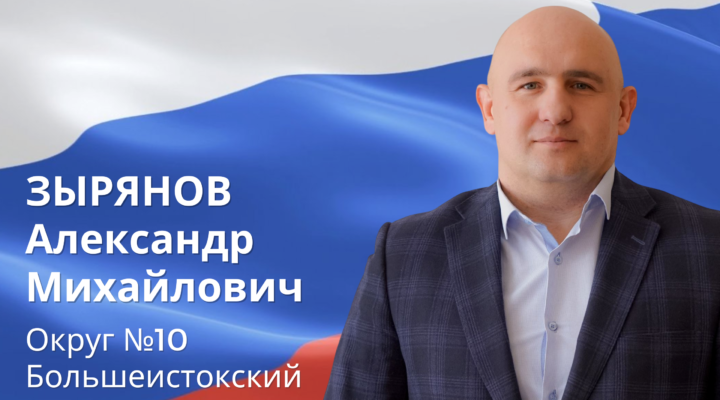 ЗЫРЯНОВ
Александр
Михайлович
Округ №10
Большеистокский